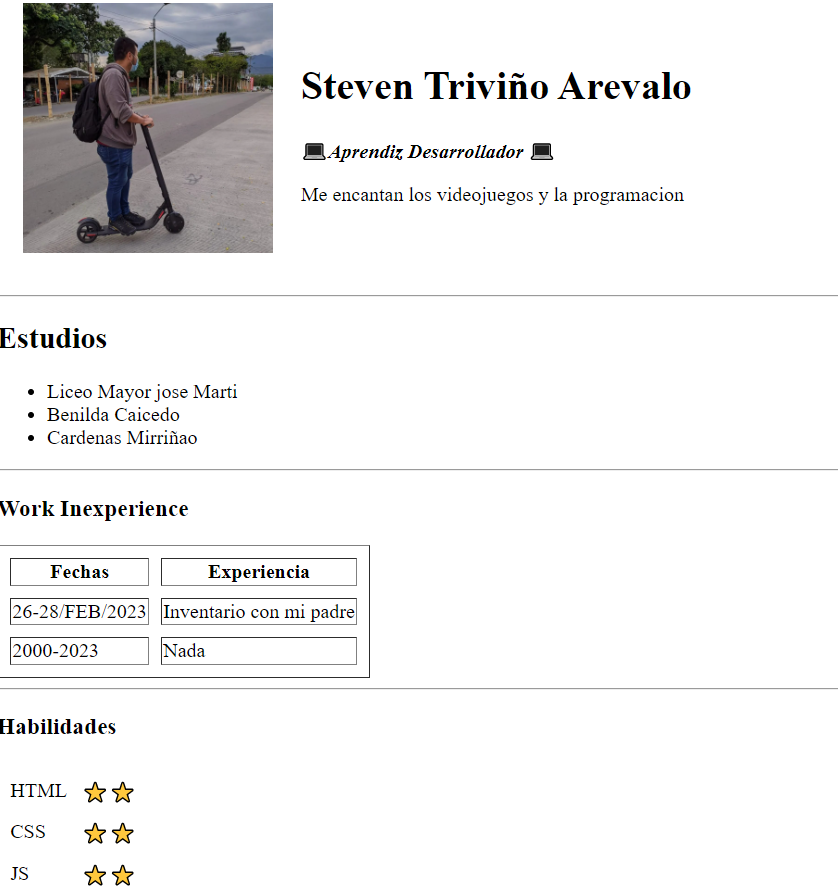 Steven Triviño Arevalo
💻Aprendiz Desarrollador 💻
Me encantan los videojuegos y la programacion
Estudios
Liceo Mayor jose Marti
Benilda Caicedo
Cardenas Mirriñao
Work Inexperience
Fechas Experiencia
26-28/FEB/2023 Inventario con mi padre
2000-2023 Nada
Habilidades
HTML ⭐⭐
CSS ⭐⭐
JS ⭐⭐